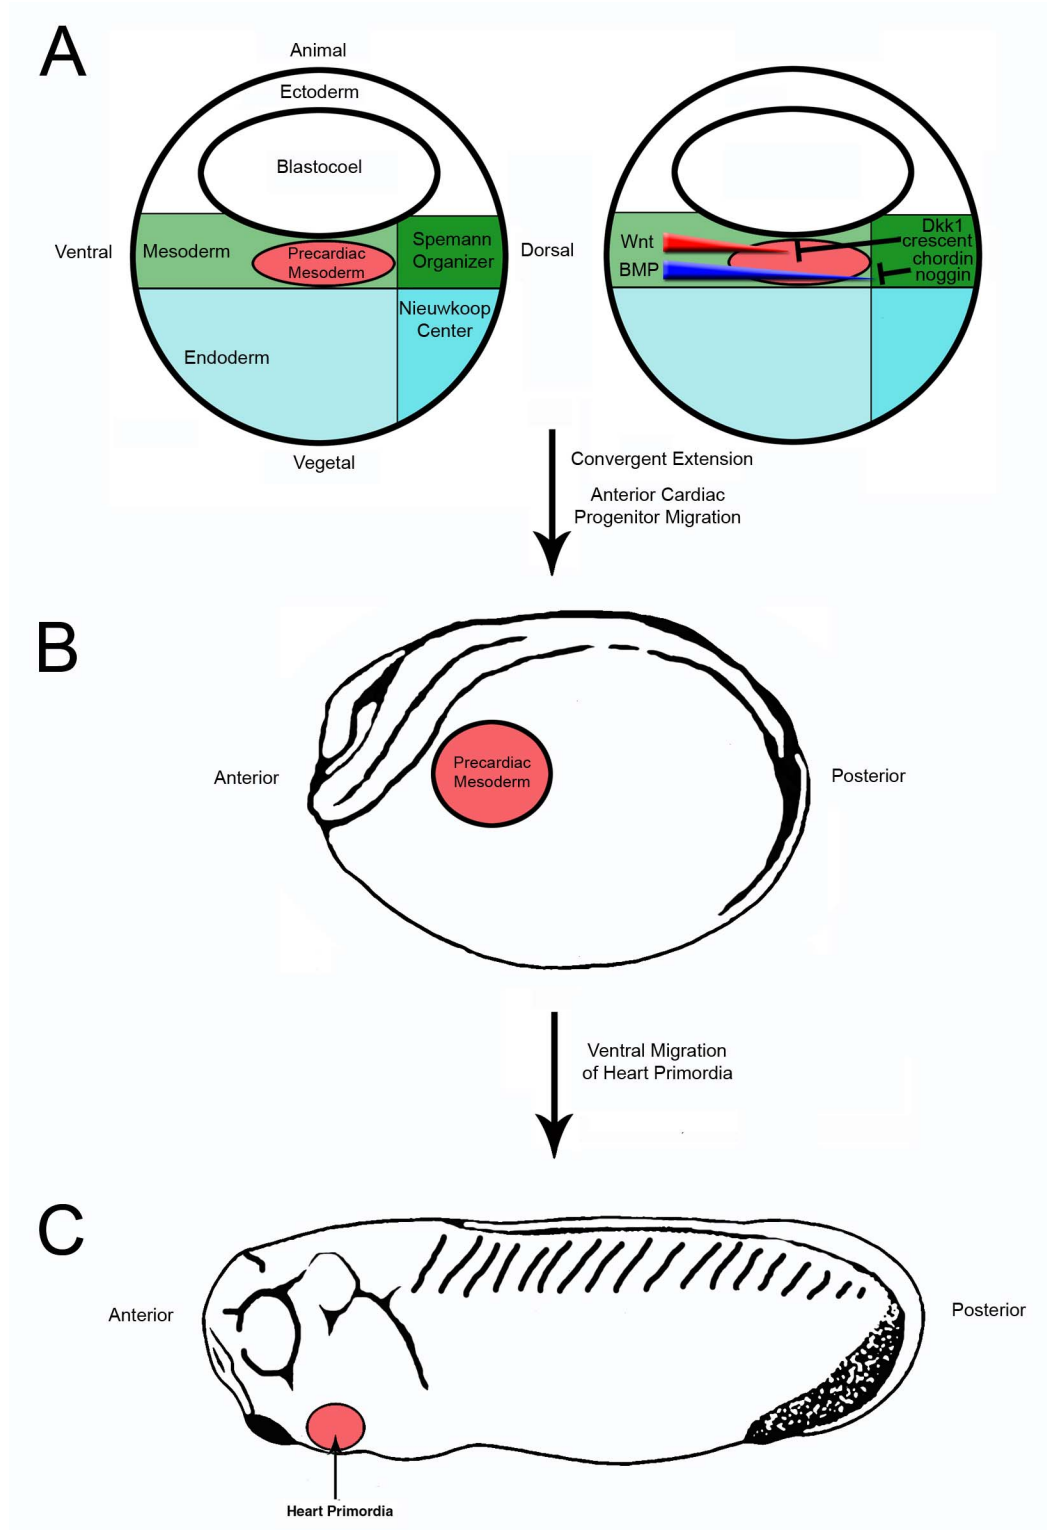 A
Animal
Ectoderm
Blastocoel
Ventral
Mesoderm
Precardiac
Mesoderm
Spemann
Organizer
Dorsal
Nieuwkoop
Center
Endoderm
Vegetal
Wnt
BMP
Dkk1
crescent
chordin
noggin
Convergent Extension
Anterior Cardiac
Progenitor Migration
B
Anterior
Precardiac
Mesoderm
Posterior
Ventral Migration
of Heart Primordia
C
Anterior
Posterior
Heart Primordia